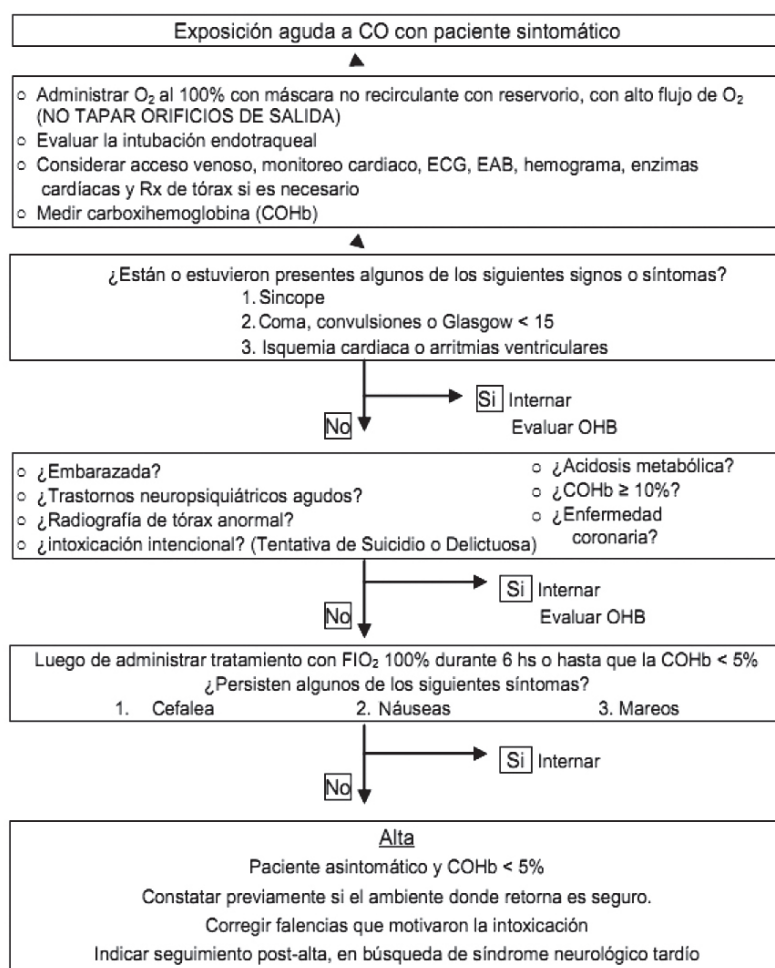 Exposición aguda a CO con paciente sintomático
○ Administrar O₂ al 100% con máscara no recirculante con reservorio, con alto flujo de O₂
(NO TAPAR ORIFICIOS DE SALIDA)
○ Evaluar la intubación endotraqueal
○ Considerar acceso venoso, monitoreo cardiaco, ECG, EAB, hemograma, enzimas
cardíacas y Rx de tórax si es necesario
○ Medir carboxihemoglobina (COHb)
¿Están o estuvieron presentes algunos de los siguientes signos o síntomas?
1. Sincope
2. Coma, convulsiones o Glasgow < 15
3. Isquemia cardiaca o arritmias ventriculares
Si Internar
Evaluar OHB
No
○ ¿Embarazada?
○ ¿Trastornos neuropsiquiátricos agudos?
○ ¿Radiografía de tórax anormal?
○ ¿intoxicación intencional? (Tentativa de Suicidio o Delictuosa)
○ ¿Acidosis metabólica?
○ ¿COHb ≥ 10%?
○ ¿Enfermedad
coronaria?
Si Internar
Evaluar OHB
No
Luego de administrar tratamiento con FIO₂ 100% durante 6 hs o hasta que la COHb < 5%
¿Persisten algunos de los siguientes síntomas?
1. Cefalea 2. Náuseas 3. Mareos
Si Internar
No
Alta
Paciente asintomático y COHb < 5%
Constatar previamente si el ambiente donde retorna es seguro.
Corregir falencias que motivaron la intoxicación
Indicar seguimiento post-alta, en búsqueda de síndrome neurológico tardío